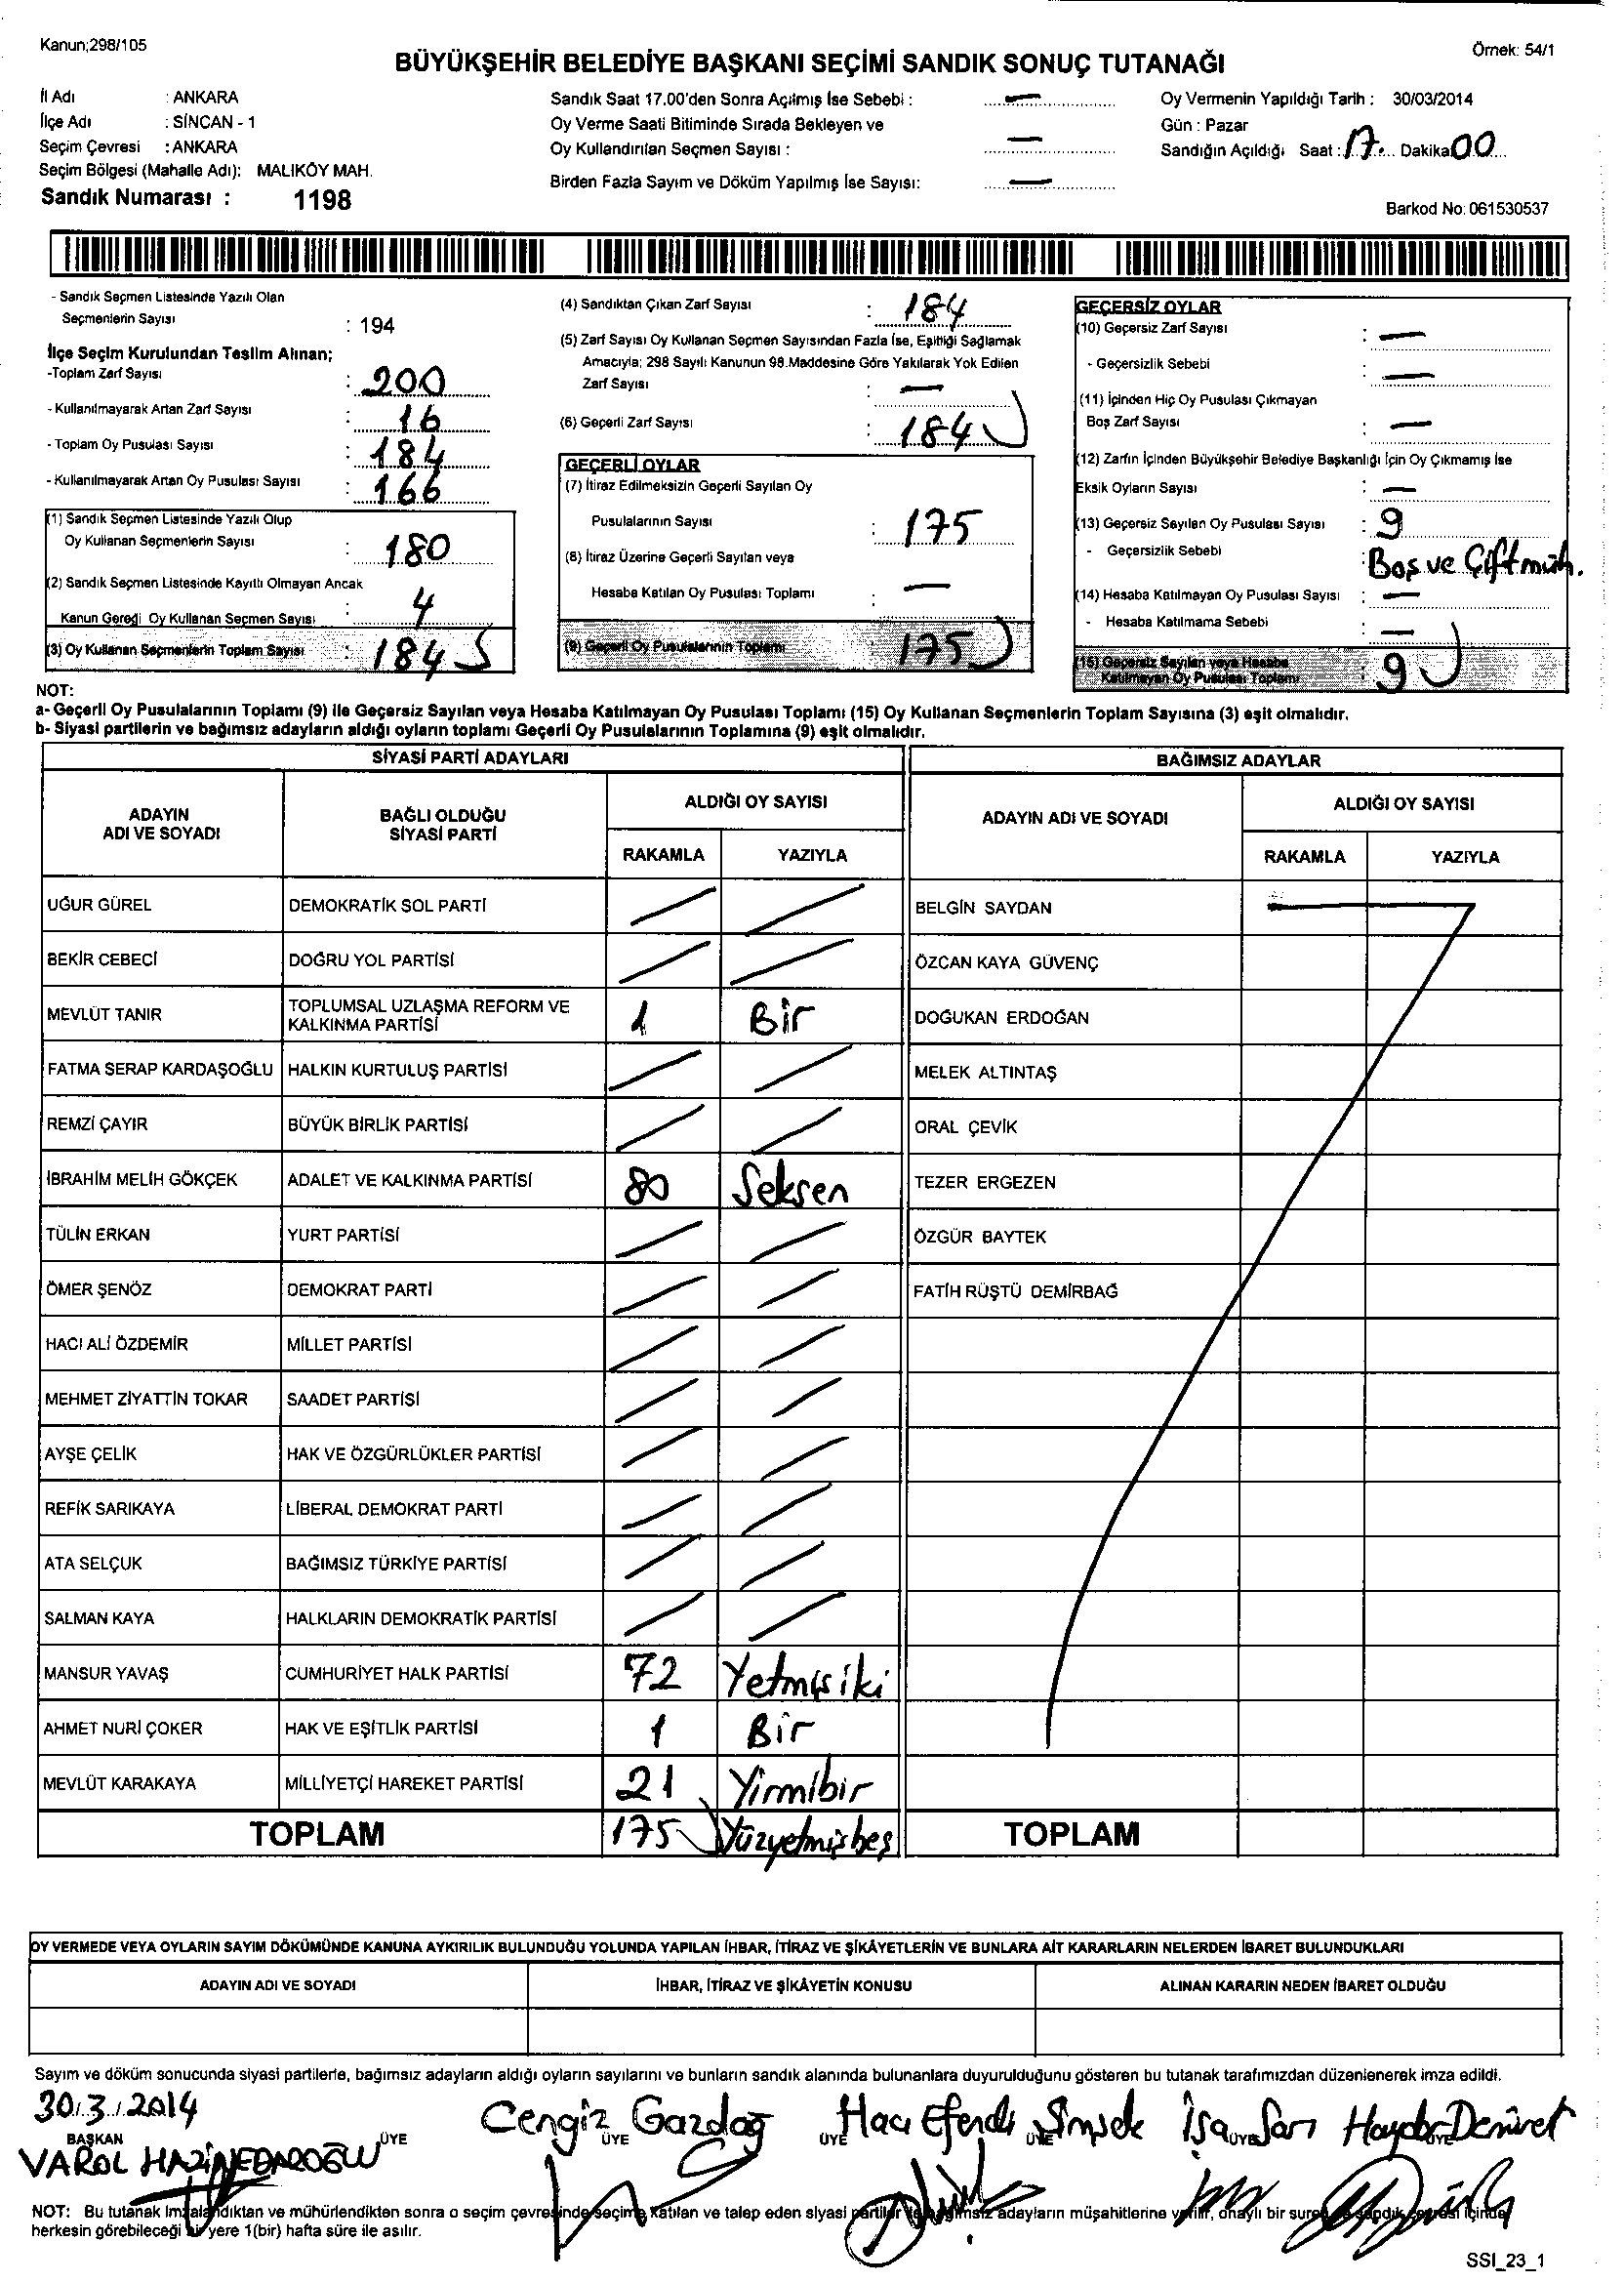 Kanun;298/105
Örnek: 54/1
BÜYÜKŞEHİR BELEDİYE BAŞKANI SEÇİMİ SANDIK SONUÇ TUTANAĞI
İl Adı : ANKARA
İlçe Adı : SİNCAN - 1
Seçim Çevresi : ANKARA
Seçim Bölgesi (Mahalle Adı): MALIKÖY MAH.
Sandık Numarası : 1198
Sandık Saat 17.00'den Sonra Açılmış İse Sebebi : —
Oy Verme Saati Bitiminde Sırada Bekleyen ve
Oy Kullandırılan Seçmen Sayısı : —
Birden Fazla Sayım ve Döküm Yapılmış İse Sayısı: —
Oy Vermenin Yapıldığı Tarih : 30/03/2014
Gün : Pazar
Sandığın Açıldığı Saat : 17 Dakika 00
Barkod No: 061530537
- Sandık Seçmen Listesinde Yazılı Olan
Seçmenlerin Sayısı : 194
İlçe Seçim Kurulundan Teslim Alınan;
-Toplam Zarf Sayısı : 200
- Kullanılmayarak Artan Zarf Sayısı : 16
- Toplam Oy Pusulası Sayısı : 184
- Kullanılmayarak Artan Oy Pusulası Sayısı : 166
(1) Sandık Seçmen Listesinde Yazılı Olup
Oy Kullanan Seçmenlerin Sayısı : 180
(2) Sandık Seçmen Listesinde Kayıtlı Olmayan Ancak
Kanun Gereği Oy Kullanan Seçmen Sayısı : 4
(3) Oy Kullanan Seçmenlerin Toplam Sayısı : 184
(4) Sandıktan Çıkan Zarf Sayısı : 184
(5) Zarf Sayısı Oy Kullanan Seçmen Sayısından Fazla İse, Eşitliği Sağlamak
Amacıyla; 298 Sayılı Kanunun 98.Maddesine Göre Yakılarak Yok Edilen
Zarf Sayısı : —
(6) Geçerli Zarf Sayısı : 184
GEÇERLİ OYLAR
(7) İtiraz Edilmeksizin Geçerli Sayılan Oy
Pusulalarının Sayısı : 175
(8) İtiraz Üzerine Geçerli Sayılan veya
Hesaba Katılan Oy Pusulası Toplamı : —
(9) Geçerli Oy Pusulalarının Toplamı 175
GEÇERSİZ OYLAR
(10) Geçersiz Zarf Sayısı : —
- Geçersizlik Sebebi : —
(11) İçinden Hiç Oy Pusulası Çıkmayan
Boş Zarf Sayısı : —
(12) Zarfın İçinden Büyükşehir Belediye Başkanlığı İçin Oy Çıkmamış İse
Eksik Oyların Sayısı : —
(13) Geçersiz Sayılan Oy Pusulası Sayısı : 9
- Geçersizlik Sebebi : Boş ve Çift müh.
(14) Hesaba Katılmayan Oy Pusulası Sayısı : —
- Hesaba Katılmama Sebebi : —
(15) Geçersiz Sayılan veya Hesaba
Katılmayan Oy Pusulası Toplamı : 9
NOT:
a- Geçerli Oy Pusulalarının Toplamı (9) ile Geçersiz Sayılan veya Hesaba Katılmayan Oy Pusulası Toplamı (15) Oy Kullanan Seçmenlerin Toplam Sayısına (3) eşit olmalıdır.
b- Siyasi partilerin ve bağımsız adayların aldığı oyların toplamı Geçerli Oy Pusulalarının Toplamına (9) eşit olmalıdır.
SİYASİ PARTİ ADAYLARI
ADAYIN
ADI VE SOYADI
BAĞLI OLDUĞU
SİYASİ PARTİ
ALDIĞI OY SAYISI
RAKAMLA YAZIYLA
UĞUR GÜREL DEMOKRATİK SOL PARTİ
BEKİR CEBECİ DOĞRU YOL PARTİSİ
MEVLÜT TANIR TOPLUMSAL UZLAŞMA REFORM VE
KALKINMA PARTİSİ 1 Bir
FATMA SERAP KARDAŞOĞLU HALKIN KURTULUŞ PARTİSİ
REMZİ ÇAYIR BÜYÜK BİRLİK PARTİSİ
İBRAHİM MELİH GÖKÇEK ADALET VE KALKINMA PARTİSİ 80 Seksen
TÜLİN ERKAN YURT PARTİSİ
ÖMER ŞENÖZ DEMOKRAT PARTİ
HACI ALİ ÖZDEMİR MİLLET PARTİSİ
MEHMET ZİYATTİN TOKAR SAADET PARTİSİ
AYŞE ÇELİK HAK VE ÖZGÜRLÜKLER PARTİSİ
REFİK SARIKAYA LİBERAL DEMOKRAT PARTİ
ATA SELÇUK BAĞIMSIZ TÜRKİYE PARTİSİ
SALMAN KAYA HALKLARIN DEMOKRATİK PARTİSİ
MANSUR YAVAŞ CUMHURİYET HALK PARTİSİ 72 Yetmişiki
AHMET NURİ ÇOKER HAK VE EŞİTLİK PARTİSİ 1 Bir
MEVLÜT KARAKAYA MİLLİYETÇİ HAREKET PARTİSİ 21 Yirmibir
TOPLAM 175 Yüzyetmişbeş
BAĞIMSIZ ADAYLAR
ADAYIN ADI VE SOYADI
ALDIĞI OY SAYISI
RAKAMLA YAZIYLA
BELGİN SAYDAN
ÖZCAN KAYA GÜVENÇ
DOĞUKAN ERDOĞAN
MELEK ALTINTAŞ
ORAL ÇEVİK
TEZER ERGEZEN
ÖZGÜR BAYTEK
FATİH RÜŞTÜ DEMİRBAĞ
TOPLAM
OY VERMEDE VEYA OYLARIN SAYIM DÖKÜMÜNDE KANUNA AYKIRILIK BULUNDUĞU YOLUNDA YAPILAN İHBAR, İTİRAZ VE ŞİKÂYETLERİN VE BUNLARA AİT KARARLARIN NELERDEN İBARET BULUNDUKLARI
ADAYIN ADI VE SOYADI İHBAR, İTİRAZ VE ŞİKÂYETİN KONUSU ALINAN KARARIN NEDEN İBARET OLDUĞU
Sayım ve döküm sonucunda siyasi partilerle, bağımsız adayların aldığı oyların sayılarını ve bunların sandık alanında bulunanlara duyurulduğunu gösteren bu tutanak tarafımızdan düzenlenerek imza edildi.
30/3/2014 Cengiz Gazdağ Hacı Efendi Şimşek İsa Sarı Haydar Demiret
BAŞKAN ÜYE ÜYE ÜYE ÜYE ÜYE ÜYE
VAROL HAZİNEDAROĞLU
NOT: Bu tutanak imzalandıktan ve mühürlendikten sonra o seçim çevresinde seçime katılan ve talep eden siyasi partiler ile bağımsız adayların müşahitlerine verilir, onaylı bir sureti de sandık çevresi içinde
herkesin görebileceği bir yere 1(bir) hafta süre ile asılır.
SSI_23_1